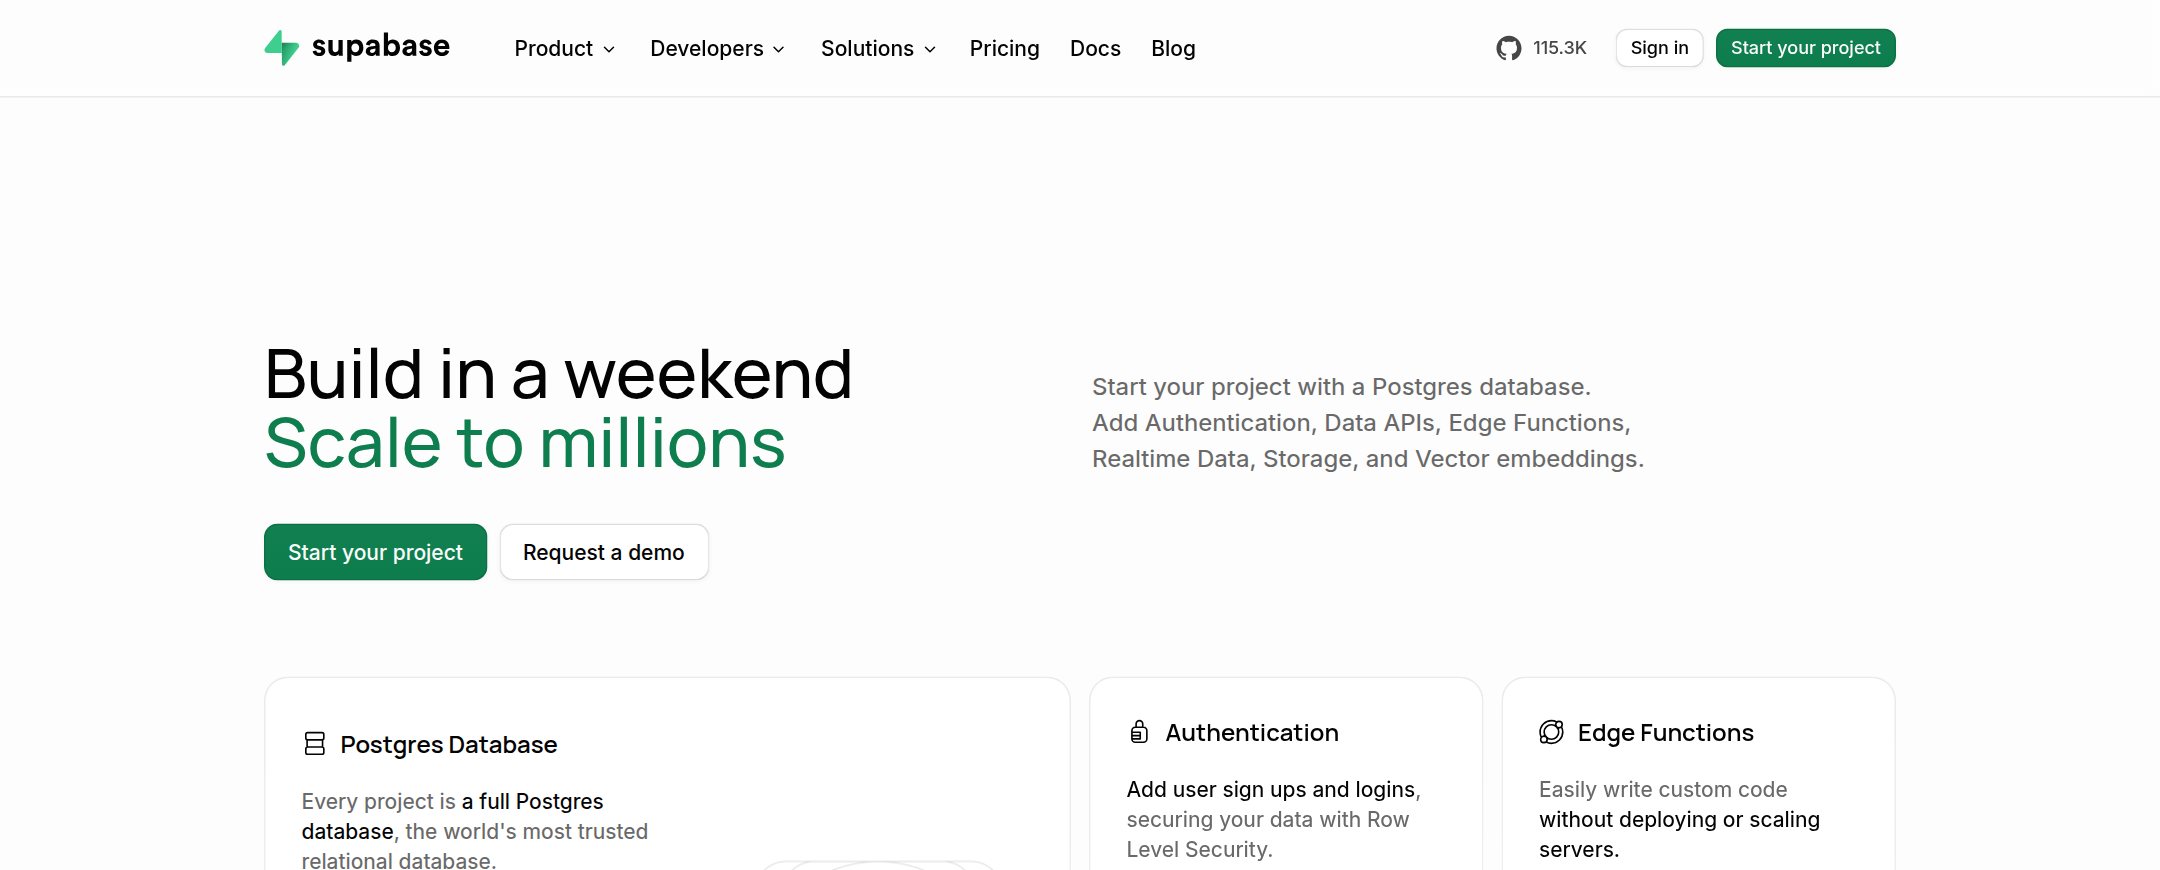 supabase Product Developers Solutions Pricing Docs Blog 115.3K Sign in Start your project
Build in a weekend
Scale to millions
Start your project with a Postgres database.
Add Authentication, Data APIs, Edge Functions,
Realtime Data, Storage, and Vector embeddings.
Start your project Request a demo
Postgres Database
Every project is a full Postgres
database, the world's most trusted
relational database.
Authentication
Add user sign ups and logins,
securing your data with Row
Level Security.
Edge Functions
Easily write custom code
without deploying or scaling
servers.